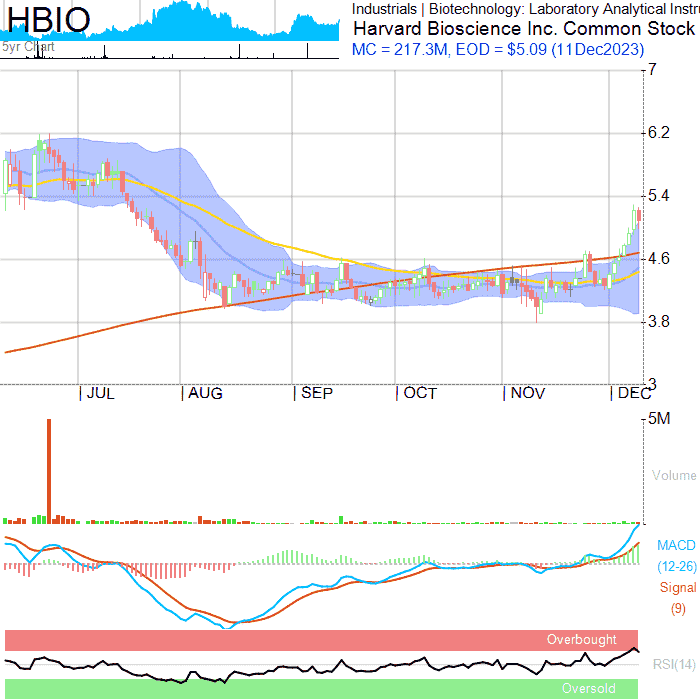 HBIO
5yr Chart
Industrials | Biotechnology: Laboratory Analytical Instru
Harvard Bioscience Inc. Common Stock
MC = 217.3M, EOD = $5.09 (11Dec2023)
7
6.2
5.4
4.6
3.8
3
JUL AUG SEP OCT NOV DEC
5M
Volume
MACD
(12-26)
Signal
(9)
Overbought
RSI(14)
Oversold